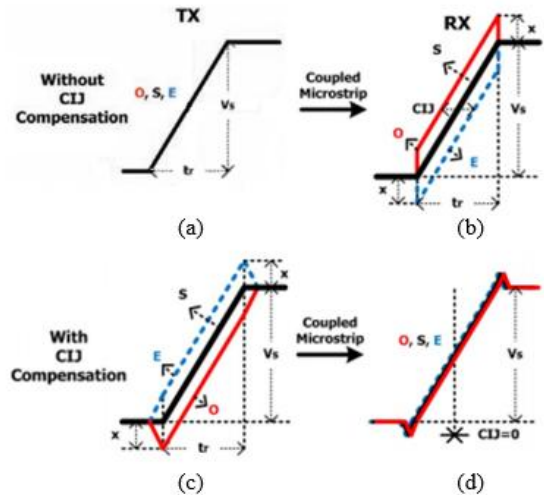 TX
RX
Without
CIJ
Compensation
O, S, E
Vs
tr
Coupled
Microstrip
x
S
CIJ
Vs
O
E
x
tr
(a)
(b)
With
CIJ
Compensation
x
S
E
Vs
O
x
tr
Coupled
Microstrip
O, S, E
Vs
CIJ=0
(c)
(d)